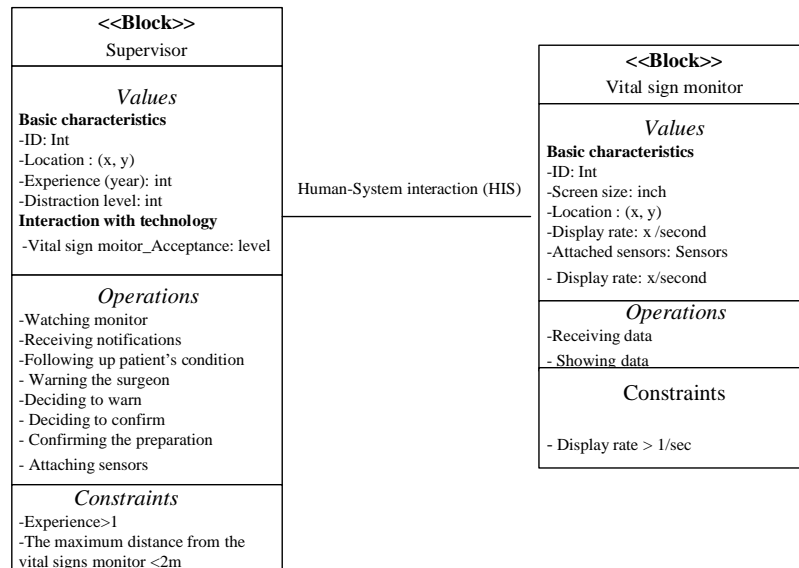 <<Block>>
Supervisor
Values
Basic characteristics
-ID: Int
-Location : (x, y)
-Experience (year): int
-Distraction level: int
Interaction with technology
-Vital sign moitor_Acceptance: level
Operations
-Watching monitor
-Receiving notifications
-Following up patient's condition
- Warning the surgeon
-Deciding to warn
- Deciding to confirm
- Confirming the preparation
- Attaching sensors
Constraints
-Experience>1
-The maximum distance from the
vital signs monitor <2m
Human-System interaction (HIS)
<<Block>>
Vital sign monitor
Values
Basic characteristics
-ID: Int
-Screen size: inch
-Location : (x, y)
-Display rate: x /second
-Attached sensors: Sensors
- Display rate: x/second
Operations
-Receiving data
- Showing data
Constraints
- Display rate > 1/sec